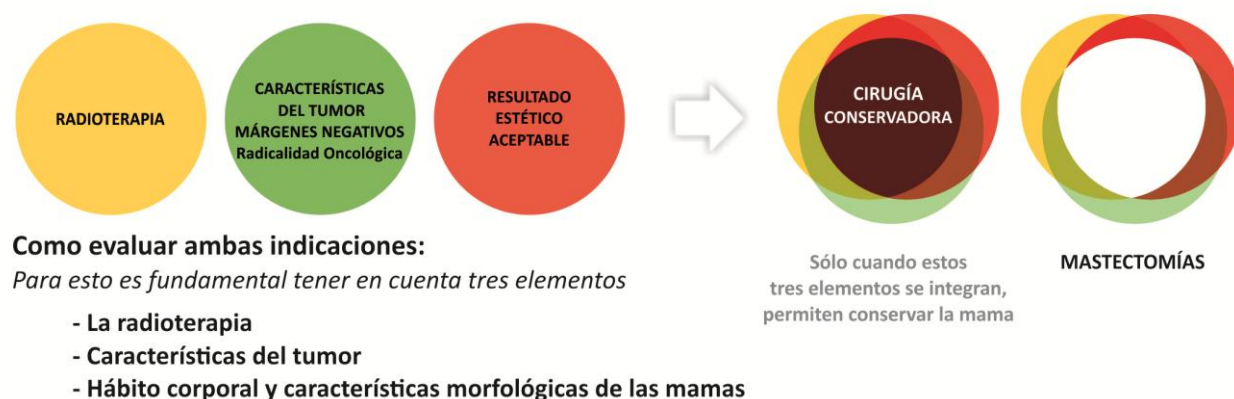 RADIOTERAPIA
CARACTERÍSTICAS
DEL TUMOR
MÁRGENES NEGATIVOS
Radicalidad Oncológica
RESULTADO
ESTÉTICO
ACEPTABLE
CIRUGÍA
CONSERVADORA
Como evaluar ambas indicaciones:
Para esto es fundamental tener en cuenta tres elementos
- La radioterapia
- Características del tumor
- Hábito corporal y características morfológicas de las mamas
Sólo cuando estos
tres elementos se integran,
permiten conservar la mama
MASTECTOMÍAS